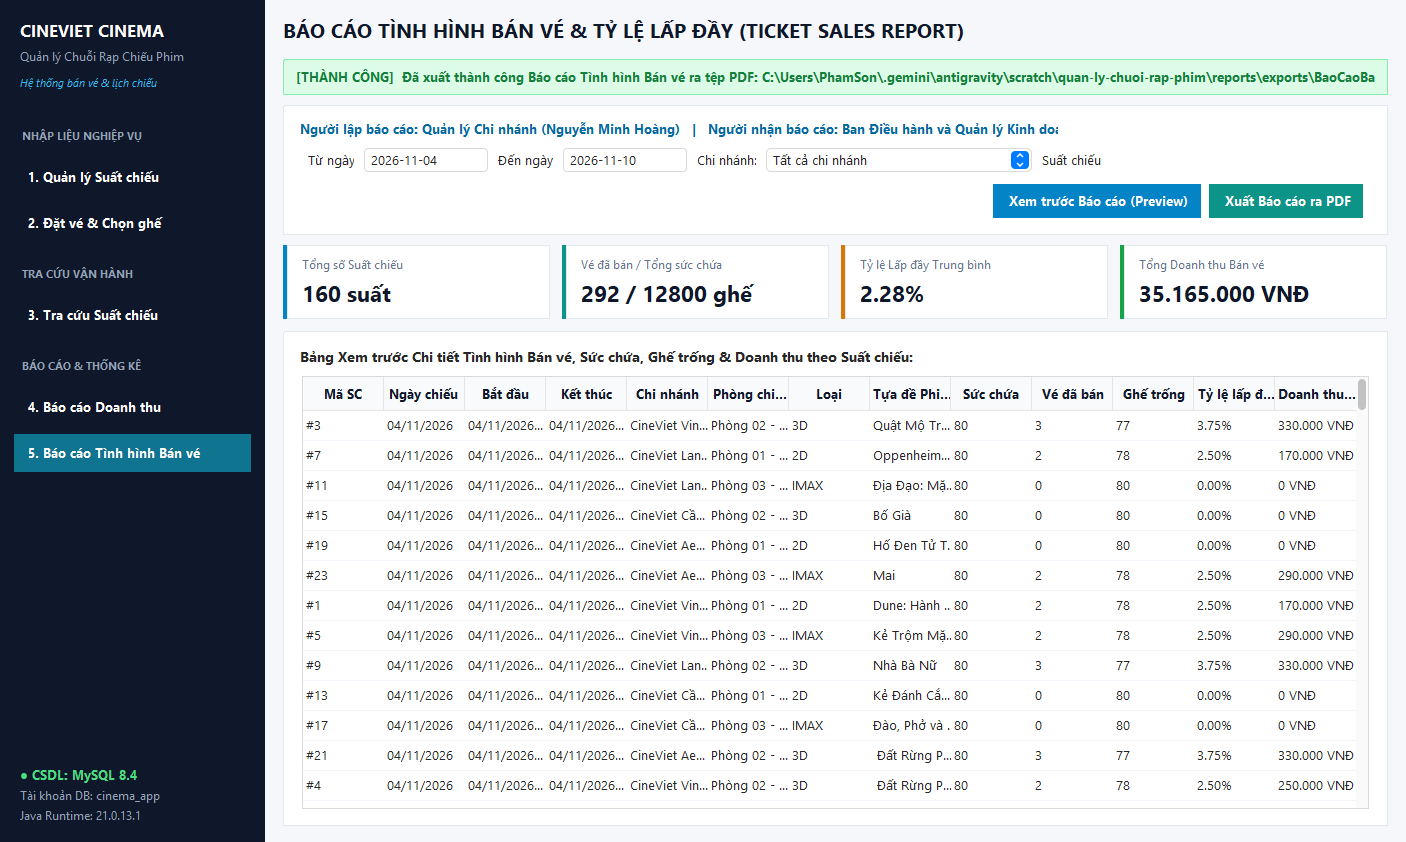 CINEVIET CINEMA
Quản lý Chuỗi Rạp Chiếu Phim
Hệ thống bán vé & lịch chiếu
NHẬP LIỆU NGHIỆP VỤ
1. Quản lý Suất chiếu
2. Đặt vé & Chọn ghế
TRA CỨU VẬN HÀNH
3. Tra cứu Suất chiếu
BÁO CÁO & THỐNG KÊ
4. Báo cáo Doanh thu
5. Báo cáo Tình hình Bán vé
● CSDL: MySQL 8.4
Tài khoản DB: cinema_app
Java Runtime: 21.0.13.1
BÁO CÁO TÌNH HÌNH BÁN VÉ & TỶ LỆ LẤP ĐẦY (TICKET SALES REPORT)
[THÀNH CÔNG] Đã xuất thành công Báo cáo Tình hình Bán vé ra tệp PDF: C:\Users\PhamSon\.gemini\antigravity\scratch\quan-ly-chuoi-rap-phim\reports\exports\BaoCaoBa
Người lập báo cáo: Quản lý Chi nhánh (Nguyễn Minh Hoàng) | Người nhận báo cáo: Ban Điều hành và Quản lý Kinh doa
Từ ngày 2026-11-04 Đến ngày 2026-11-10 Chi nhánh: Tất cả chi nhánh Suất chiếu
Xem trước Báo cáo (Preview) Xuất Báo cáo ra PDF
Tổng số Suất chiếu
160 suất
Vé đã bán / Tổng sức chứa
292 / 12800 ghế
Tỷ lệ Lấp đầy Trung bình
2.28%
Tổng Doanh thu Bán vé
35.165.000 VNĐ
Bảng Xem trước Chi tiết Tình hình Bán vé, Sức chứa, Ghế trống & Doanh thu theo Suất chiếu:
Mã SC Ngày chiếu Bắt đầu Kết thúc Chi nhánh Phòng chi... Loại Tựa đề Phi... Sức chứa Vé đã bán Ghế trống Tỷ lệ lấp đ... Doanh thu...
#3 04/11/2026 04/11/2026... 04/11/2026... CineViet Vin... Phòng 02 - ... 3D Quật Mộ Tr... 80 3 77 3.75% 330.000 VNĐ
#7 04/11/2026 04/11/2026... 04/11/2026... CineViet Lan... Phòng 01 - ... 2D Oppenheim... 80 2 78 2.50% 170.000 VNĐ
#11 04/11/2026 04/11/2026... 04/11/2026... CineViet Lan... Phòng 03 - ... IMAX Địa Đạo: Mặ... 80 0 80 0.00% 0 VNĐ
#15 04/11/2026 04/11/2026... 04/11/2026... CineViet Cầ... Phòng 02 - ... 3D Bố Già 80 0 80 0.00% 0 VNĐ
#19 04/11/2026 04/11/2026... 04/11/2026... CineViet Ae... Phòng 01 - ... 2D Hố Đen Tử T... 80 0 80 0.00% 0 VNĐ
#23 04/11/2026 04/11/2026... 04/11/2026... CineViet Ae... Phòng 03 - ... IMAX Mai 80 2 78 2.50% 290.000 VNĐ
#1 04/11/2026 04/11/2026... 04/11/2026... CineViet Vin... Phòng 01 - ... 2D Dune: Hành ... 80 2 78 2.50% 170.000 VNĐ
#5 04/11/2026 04/11/2026... 04/11/2026... CineViet Vin... Phòng 03 - ... IMAX Kẻ Trộm Mặ... 80 2 78 2.50% 290.000 VNĐ
#9 04/11/2026 04/11/2026... 04/11/2026... CineViet Lan... Phòng 02 - ... 3D Nhà Bà Nữ 80 3 77 3.75% 330.000 VNĐ
#13 04/11/2026 04/11/2026... 04/11/2026... CineViet Cầ... Phòng 01 - ... 2D Kẻ Đánh Cắ... 80 0 80 0.00% 0 VNĐ
#17 04/11/2026 04/11/2026... 04/11/2026... CineViet Cầ... Phòng 03 - ... IMAX Đào, Phở và ... 80 0 80 0.00% 0 VNĐ
#21 04/11/2026 04/11/2026... 04/11/2026... CineViet Ae... Phòng 02 - ... 3D Đất Rừng P... 80 3 77 3.75% 330.000 VNĐ
#4 04/11/2026 04/11/2026... 04/11/2026... CineViet Vin... Phòng 02 - ... 3D Đất Rừng P... 80 2 78 2.50% 250.000 VNĐ